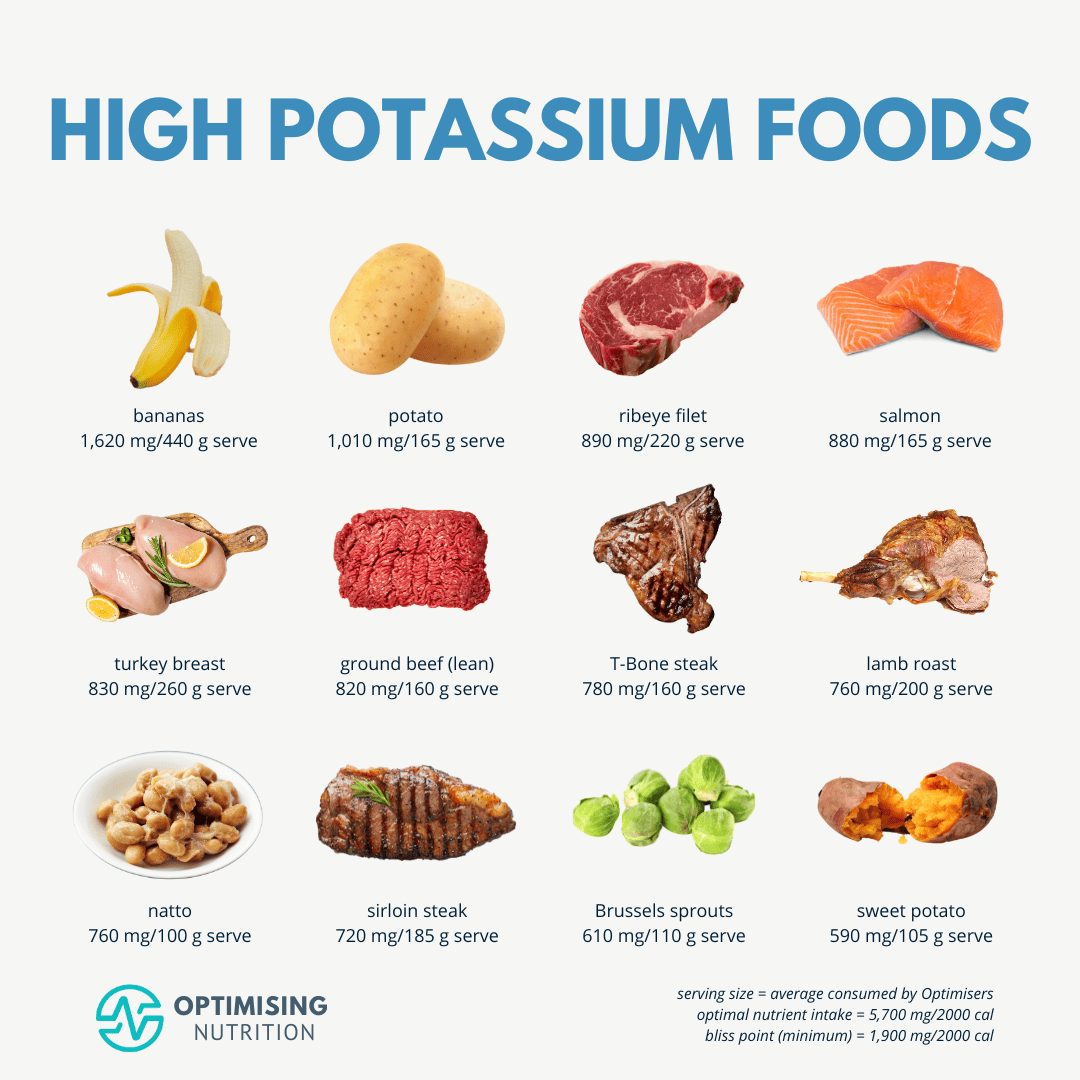 HIGH POTASSIUM FOODS
bananas
1,620 mg/440 g serve
potato
1,010 mg/165 g serve
ribeye filet
890 mg/220 g serve
salmon
880 mg/165 g serve
turkey breast
830 mg/260 g serve
ground beef (lean)
820 mg/160 g serve
T-Bone steak
780 mg/160 g serve
lamb roast
760 mg/200 g serve
natto
760 mg/100 g serve
sirloin steak
720 mg/185 g serve
Brussels sprouts
610 mg/110 g serve
sweet potato
590 mg/105 g serve
OPTIMISING
NUTRITION
serving size = average consumed by Optimisers
optimal nutrient intake = 5,700 mg/2000 cal
bliss point (minimum) = 1,900 mg/2000 cal